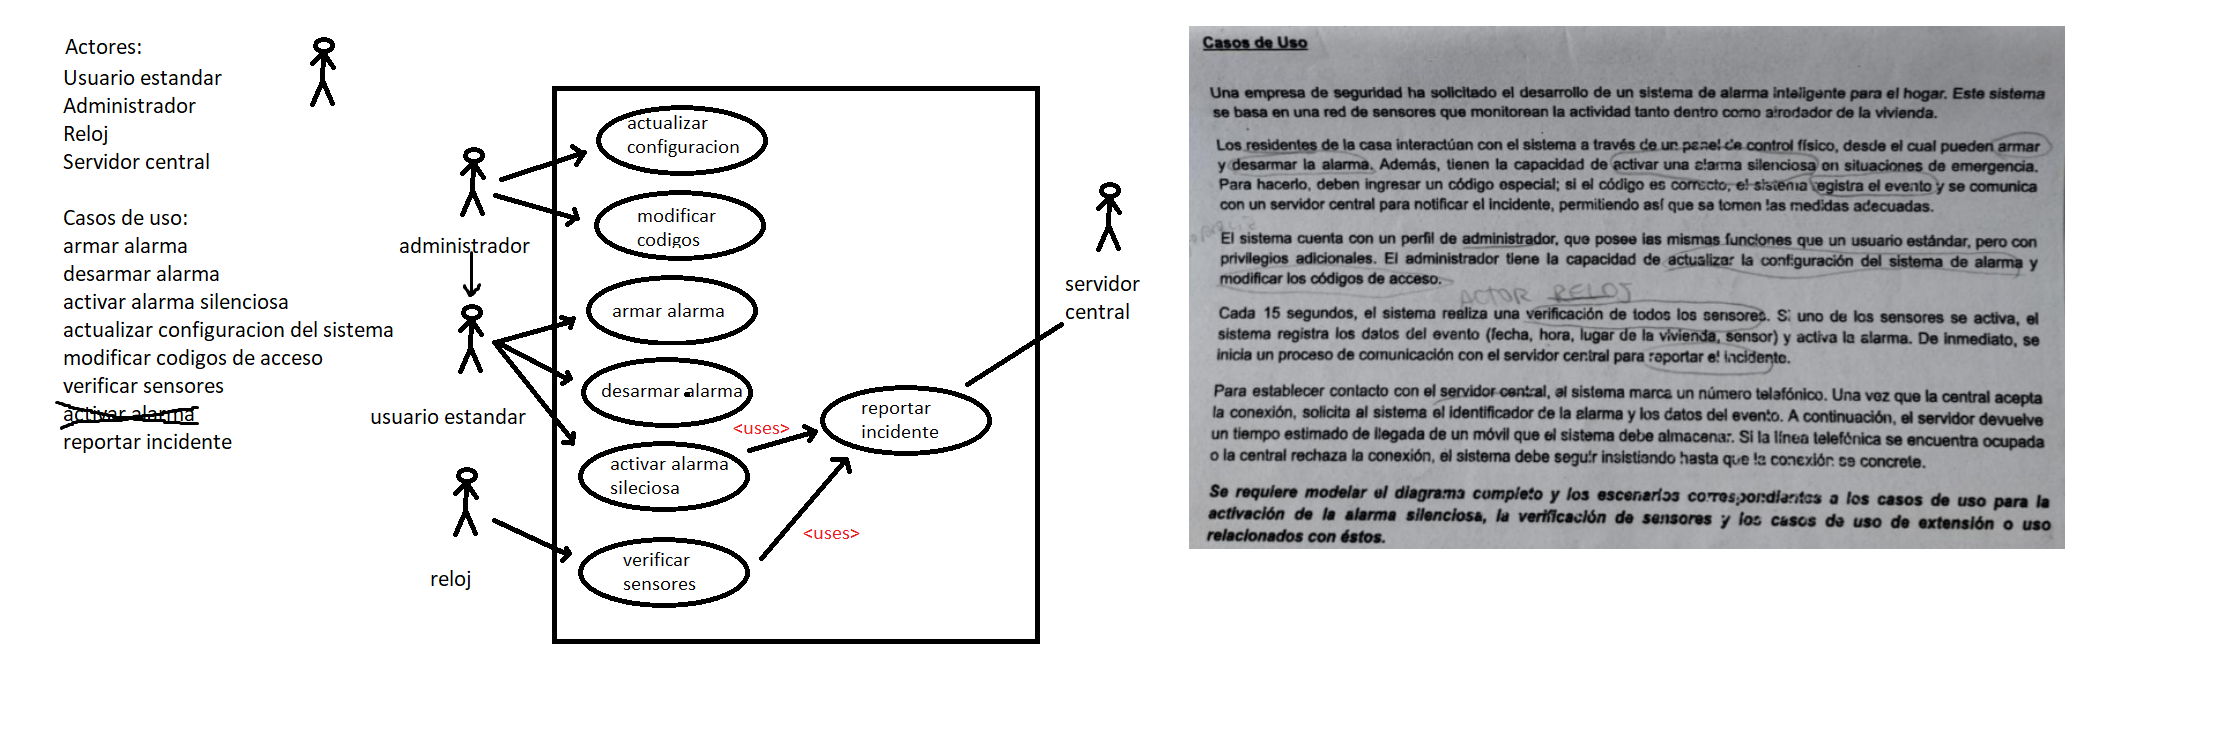 Actores:
Usuario estandar
Administrador
Reloj
Servidor central
Casos de uso:
armar alarma
desarmar alarma
activar alarma silenciosa
actualizar configuracion del sistema
modificar codigos de acceso
verificar sensores
activar alarma
reportar incidente
administrador
usuario estandar
reloj
actualizar
configuracion
modificar
codigos
armar alarma
desarmar alarma
activar alarma
sileciosa
verificar
sensores
<uses>
<uses>
reportar
incidente
servidor
central
Casos de Uso
Una empresa de seguridad ha solicitado el desarrollo de un sistema de alarma inteligente para el hogar. Este sistema
se basa en una red de sensores que monitorean la actividad tanto dentro como alrededor de la vivienda.
Los residentes de la casa interactúan con el sistema a través de un panel de control físico, desde el cual pueden armar
y desarmar la alarma. Además, tienen la capacidad de activar una alarma silenciosa en situaciones de emergencia.
Para hacerlo, deben ingresar un código especial; si el código es correcto, el sistema registra el evento y se comunica
con un servidor central para notificar el incidente, permitiendo así que se tomen las medidas adecuadas.
El sistema cuenta con un perfil de administrador, que posee las mismas funciones que un usuario estándar, pero con
privilegios adicionales. El administrador tiene la capacidad de actualizar la configuración del sistema de alarma y
modificar los códigos de acceso.
ACTOR RELOJ
Cada 15 segundos, el sistema realiza una verificación de todos los sensores. Si uno de los sensores se activa, el
sistema registra los datos del evento (fecha, hora, lugar de la vivienda, sensor) y activa la alarma. De inmediato, se
inicia un proceso de comunicación con el servidor central para reportar el incidente.
Para establecer contacto con el servidor central, el sistema marca un número telefónico. Una vez que la central acepta
la conexión, solicita al sistema el identificador de la alarma y los datos del evento. A continuación, el servidor devuelve
un tiempo estimado de llegada de un móvil que el sistema debe almacenar. Si la línea telefónica se encuentra ocupada
o la central rechaza la conexión, el sistema debe seguir insistiendo hasta que la conexión se concrete.
Se requiere modelar el diagrama completo y los escenarios correspondientes a los casos de uso para la
activación de la alarma silenciosa, la verificación de sensores y los casos de uso de extensión o uso
relacionados con éstos.